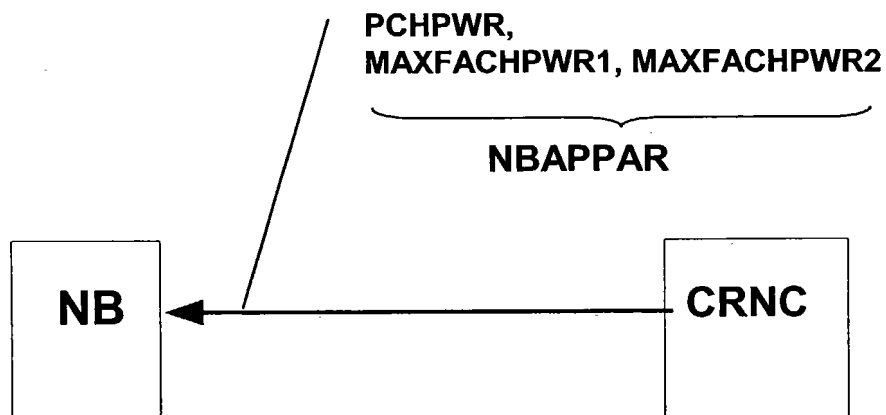 PCHPWR,
MAXFACHPWR1, MAXFACHPWR2
NBAPPAR
NB
CRNC